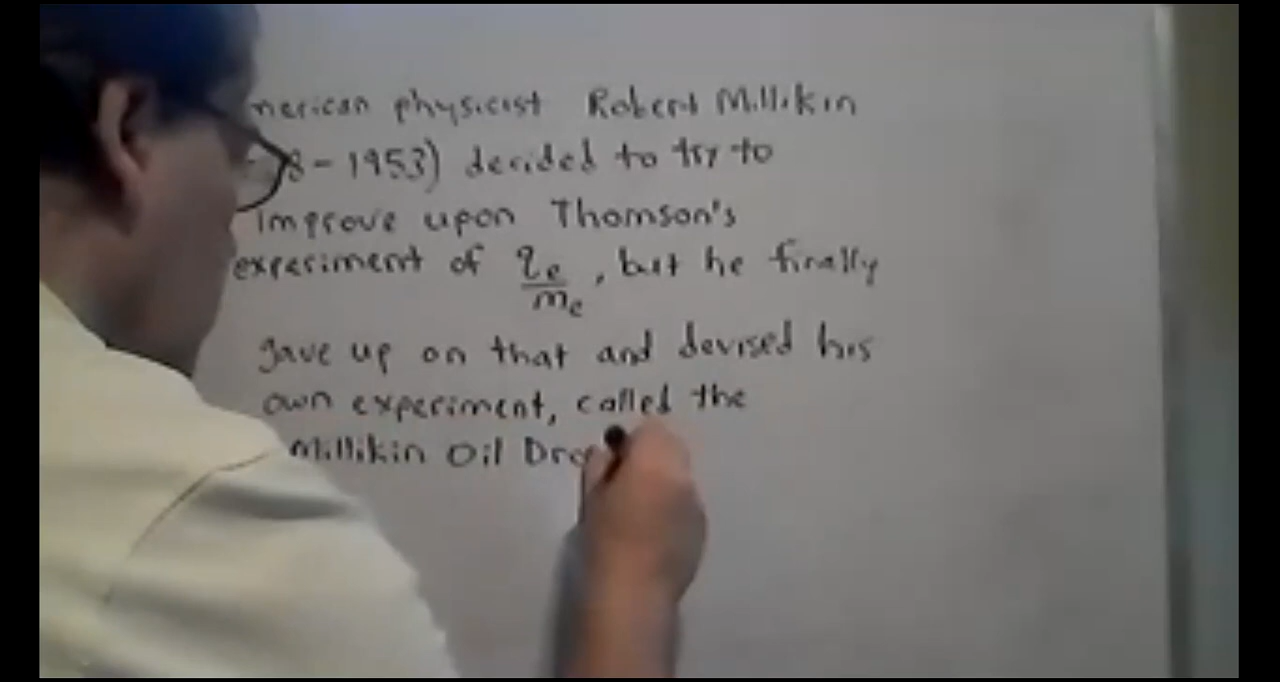 merican physicist Robert Millikin
8 - 1953) decided to try to
improve upon Thomson's
experiment of qe/me, but he finally
gave up on that and devised his
own experiment, called the
Millikin Oil Dro